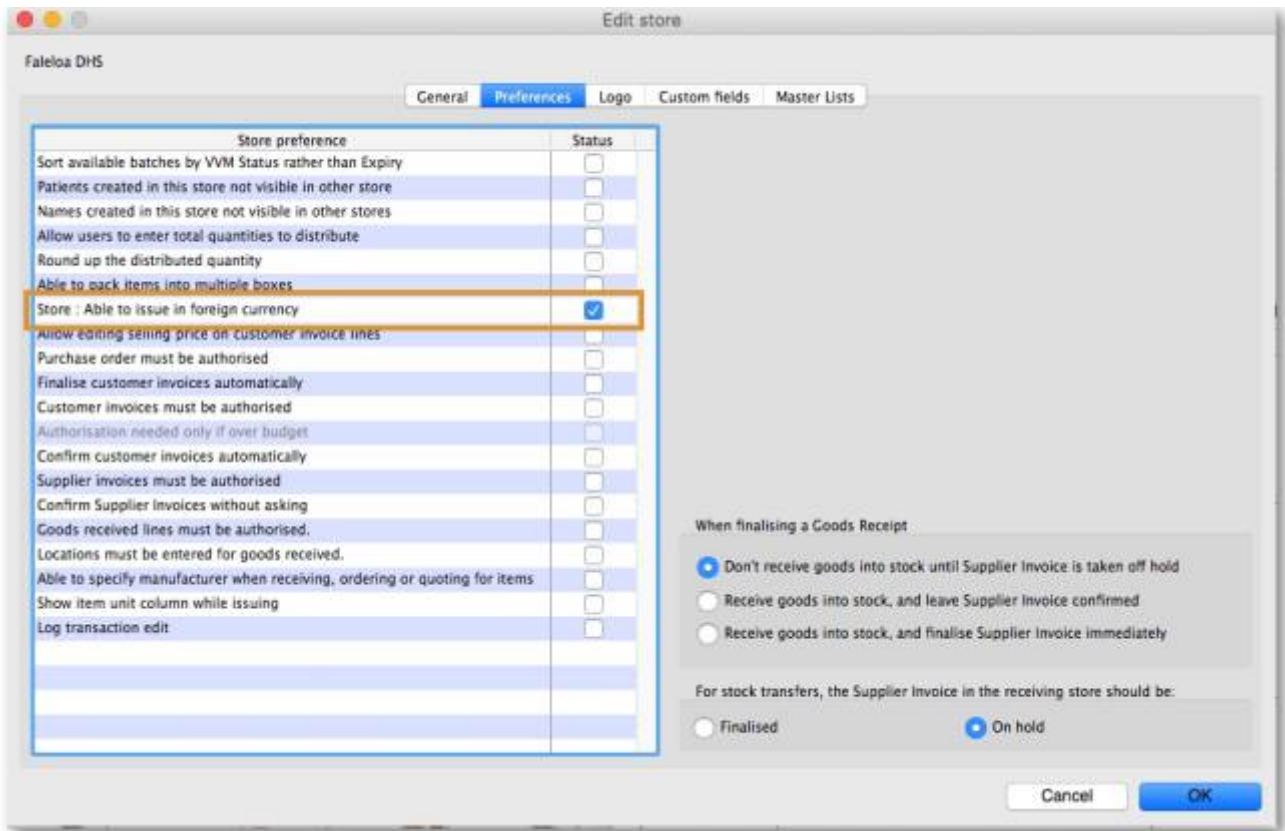 Edit store
Faleloa DHS
General Preferences Logo Custom fields Master Lists
Store preference Status
Sort available batches by VVM Status rather than Expiry
Patients created in this store not visible in other store
Names created in this store not visible in other stores
Allow users to enter total quantities to distribute
Round up the distributed quantity
Able to pack items into multiple boxes
Store : Able to issue in foreign currency
Allow editing selling price on customer invoice lines
Purchase order must be authorised
Finalise customer invoices automatically
Customer invoices must be authorised
Authorisation needed only if over budget
Confirm customer invoices automatically
Supplier invoices must be authorised
Confirm Supplier Invoices without asking
Goods received lines must be authorised.
Locations must be entered for goods received.
Able to specify manufacturer when receiving, ordering or quoting for items
Show item unit column while issuing
Log transaction edit
When finalising a Goods Receipt
Don't receive goods into stock until Supplier Invoice is taken off hold
Receive goods into stock, and leave Supplier Invoice confirmed
Receive goods into stock, and finalise Supplier Invoice immediately
For stock transfers, the Supplier Invoice in the receiving store should be:
Finalised On hold
Cancel OK